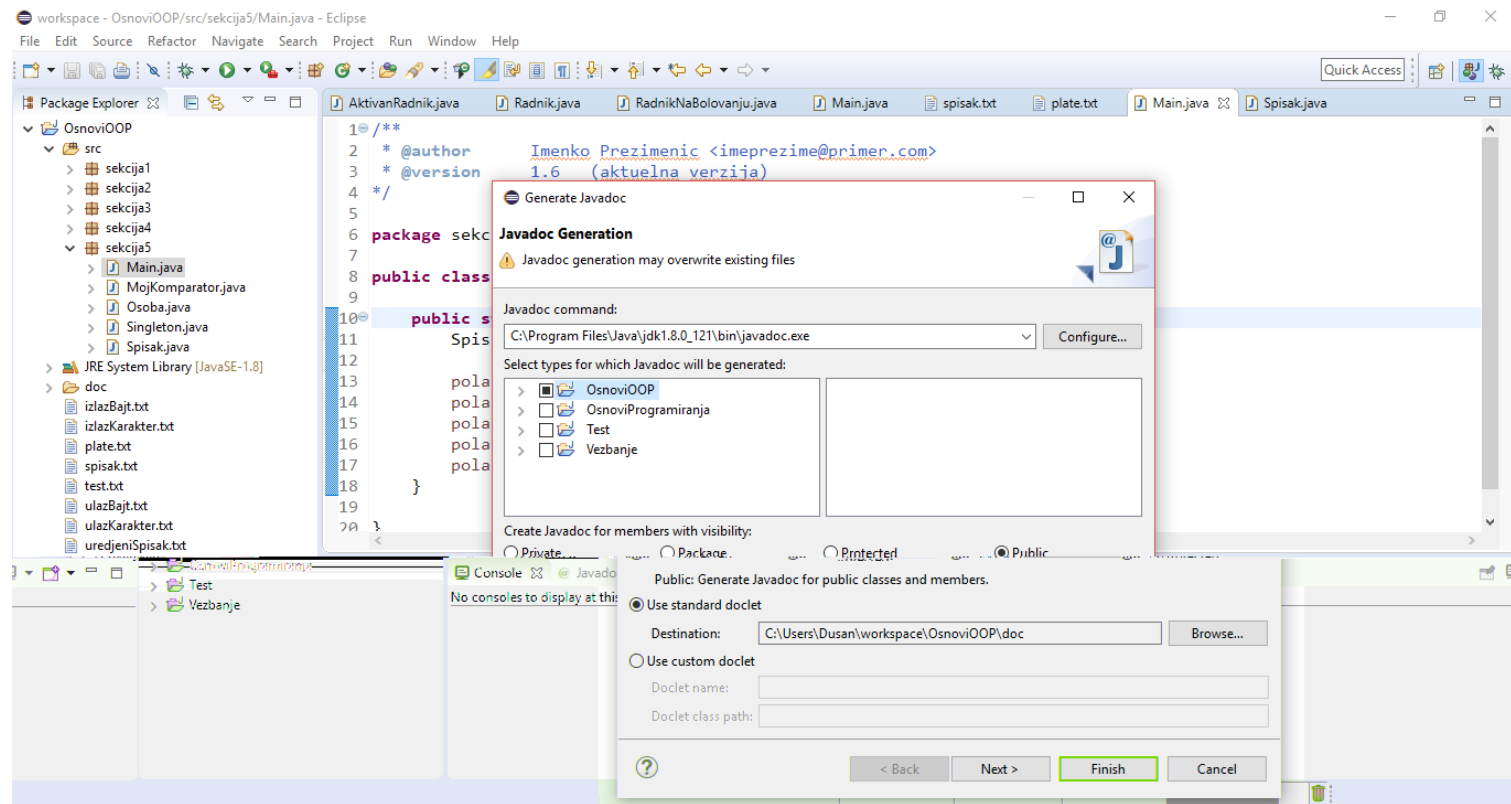 workspace - OsnoviOOP/src/sekcija5/Main.java - Eclipse
File Edit Source Refactor Navigate Search Project Run Window Help
Quick Access
Package Explorer
AktivanRadnik.java Radnik.java RadnikNaBolovanju.java Main.java spisak.txt plate.txt Main.java Spisak.java
OsnoviOOP
src
sekcija1
sekcija2
sekcija3
sekcija4
sekcija5
Main.java
MojKomparator.java
Osoba.java
Singleton.java
Spisak.java
JRE System Library [JavaSE-1.8]
doc
izlazBajt.txt
izlazKarakter.txt
plate.txt
spisak.txt
test.txt
ulazBajt.txt
ulazKarakter.txt
uredjeniSpisak.txt
1 /**
2 * @author Imenko Prezimenic <imeprezime@primer.com>
3 * @version 1.6 (aktuelna verzija)
4 */
5
6 package sekc
7
8 public class
9
10 public s
11 Spis
12
13 pola
14 pola
15 pola
16 pola
17 pola
18 }
19
20 }
Generate Javadoc
Javadoc Generation
Javadoc generation may overwrite existing files
Javadoc command:
C:\Program Files\Java\jdk1.8.0_121\bin\javadoc.exe
Configure...
Select types for which Javadoc will be generated:
OsnoviOOP
OsnoviProgramiranja
Test
Vezbanje
Create Javadoc for members with visibility:
Private Package Protected Public
OsnoviProgramiranja
Test
Vezbanje
Console Javado
No consoles to display at this
Public: Generate Javadoc for public classes and members.
Use standard doclet
Destination: C:\Users\Dusan\workspace\OsnoviOOP\doc Browse...
Use custom doclet
Doclet name:
Doclet class path:
< Back Next > Finish Cancel